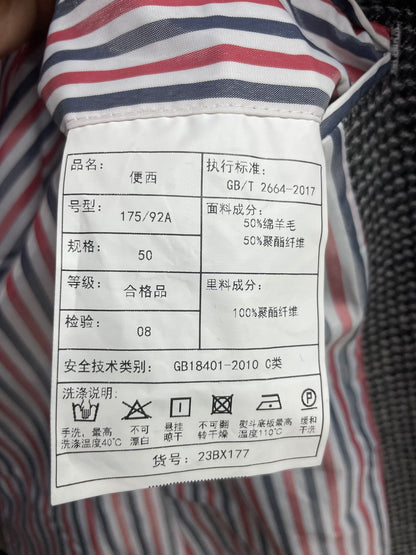 品名: 便西
执行标准:
GB/T 2664-2017
号型: 175/92A
面料成分:
50%绵羊毛
50%聚酯纤维
规格: 50
等级: 合格品
里料成分:
100%聚酯纤维
检验: 08
安全技术类别: GB18401-2010 C类
洗涤说明:
手洗、最高
洗涤温度40℃
不可
漂白
悬挂
晾干
不可翻
转干燥
熨斗底板最高
温度110℃
缓和
干洗
货号: 23BX177